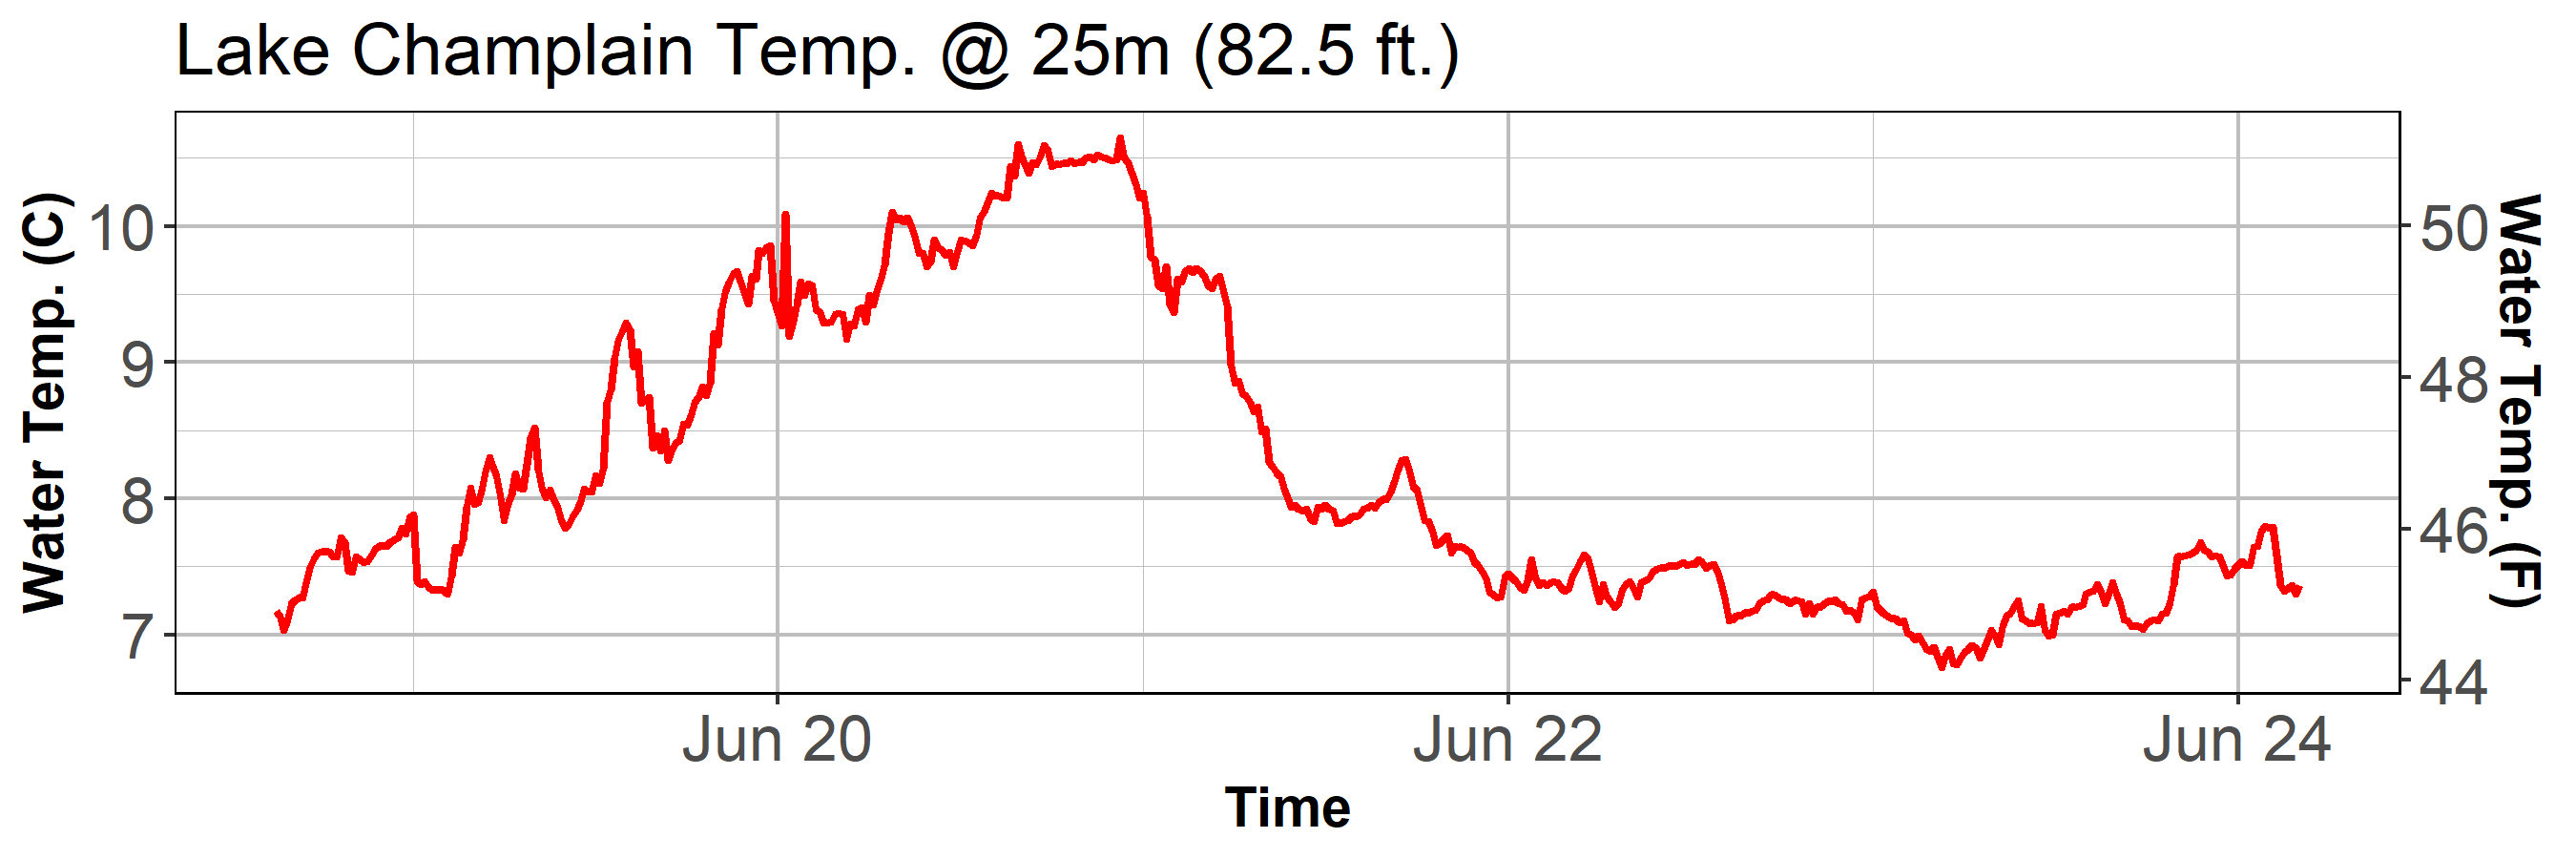 Lake Champlain Temp. @ 25m (82.5 ft.)
Water Temp. (C)
10
9
8
7
50
48
46
44
Water Temp. (F)
Jun 20
Jun 22
Jun 24
Time